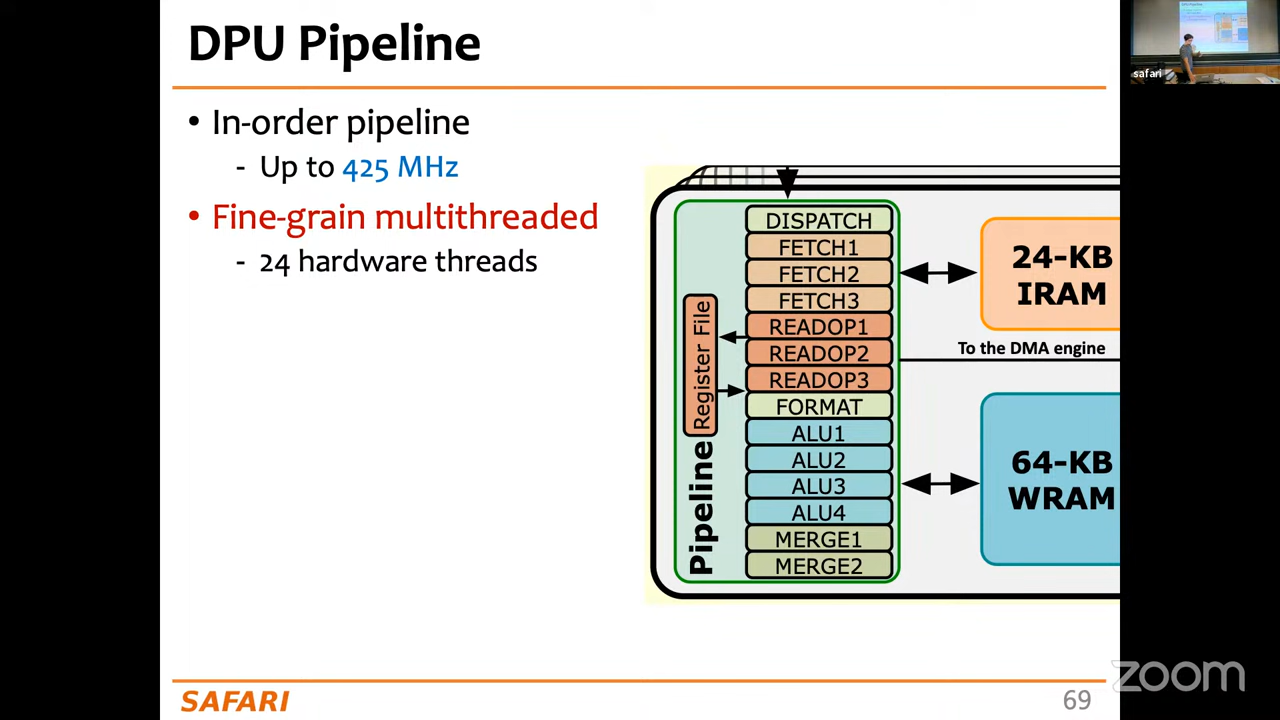 DPU Pipeline
• In-order pipeline
- Up to 425 MHz
• Fine-grain multithreaded
- 24 hardware threads
DISPATCH
FETCH1
FETCH2
FETCH3
READOP1
READOP2
READOP3
FORMAT
ALU1
ALU2
ALU3
ALU4
MERGE1
MERGE2
Register File
Pipeline
24-KB
IRAM
To the DMA engine
64-KB
WRAM
SAFARI
69
safari
zoom